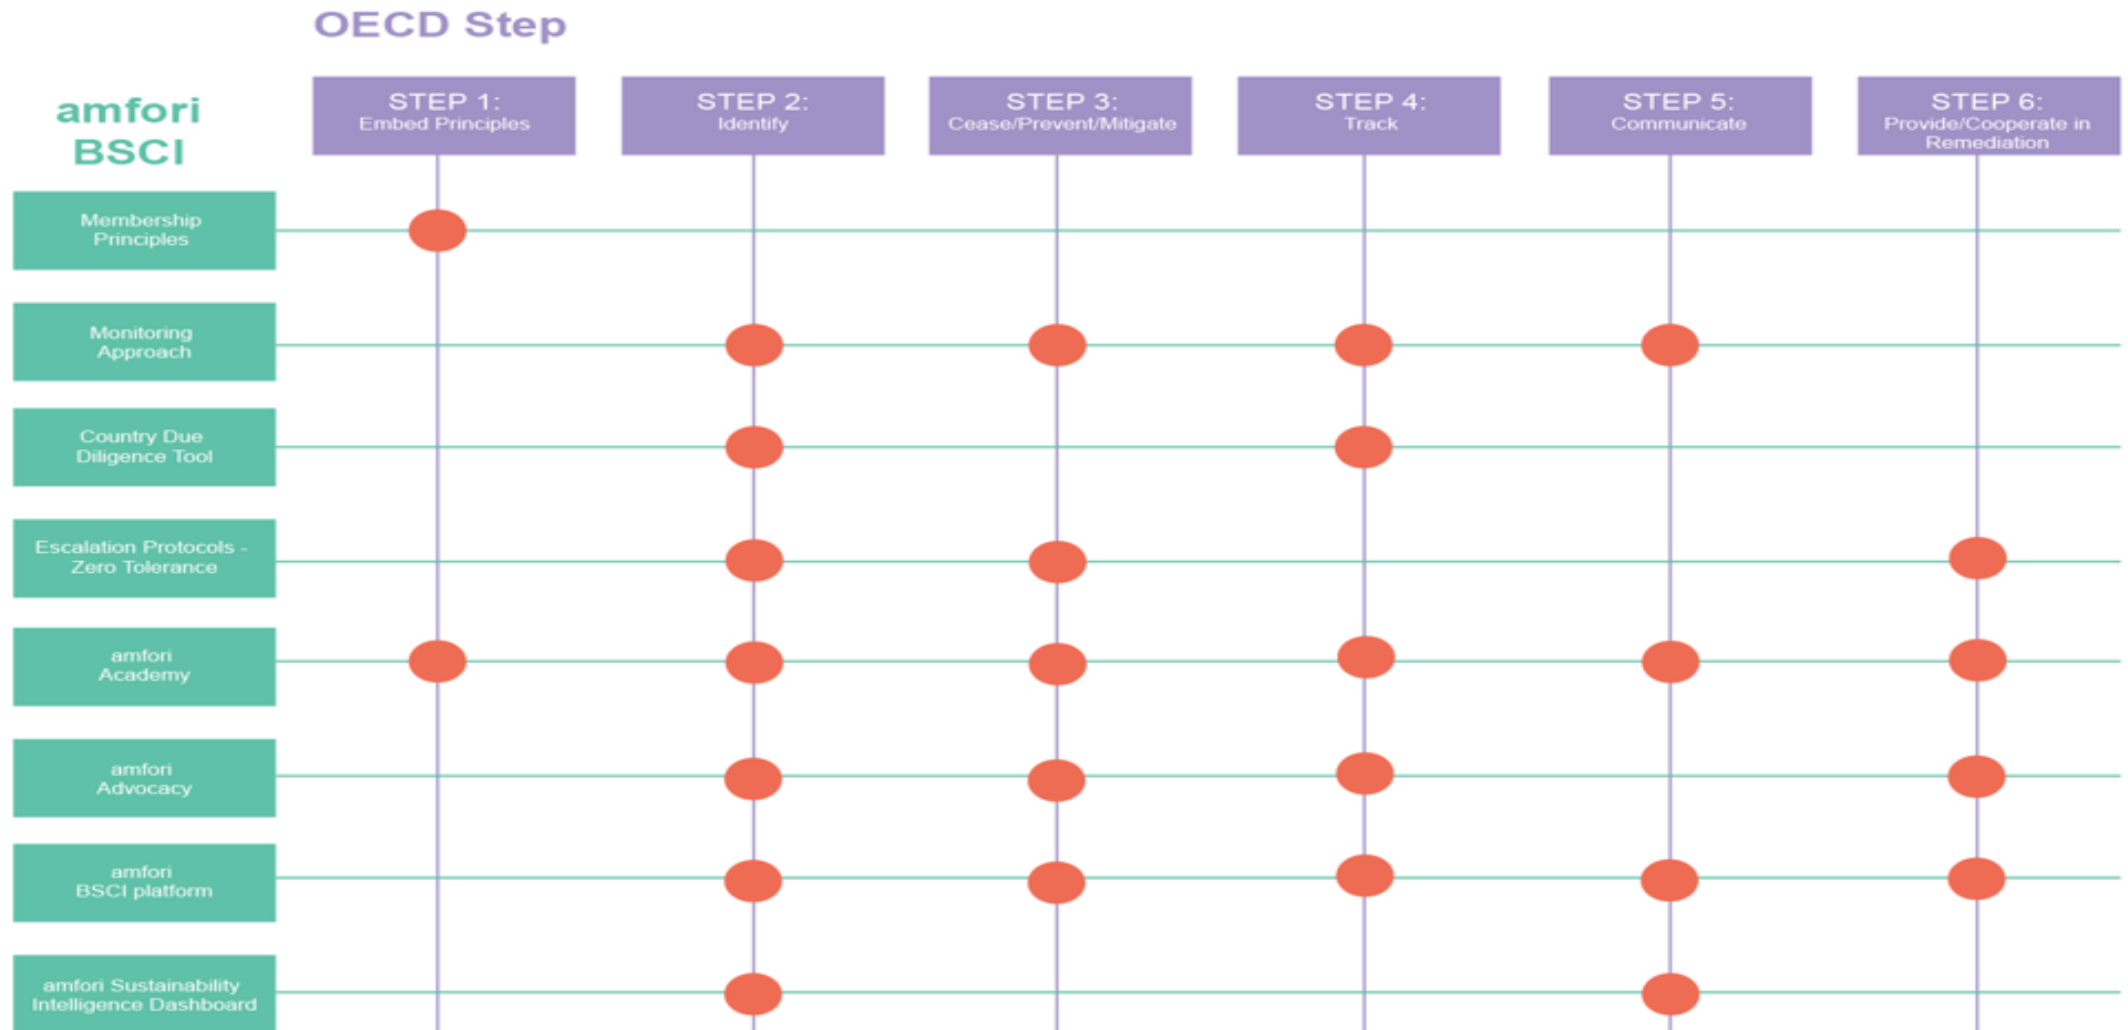 OECD Step
amfori
BSCI
STEP 1:
Embed Principles
STEP 2:
Identify
STEP 3:
Cease/Prevent/Mitigate
STEP 4:
Track
STEP 5:
Communicate
STEP 6:
Provide/Cooperate in
Remediation
Membership
Principles
Monitoring
Approach
Country Due
Diligence Tool
Escalation Protocols -
Zero Tolerance
amfori
Academy
amfori
Advocacy
amfori
BSCI platform
amfori Sustainability
Intelligence Dashboard